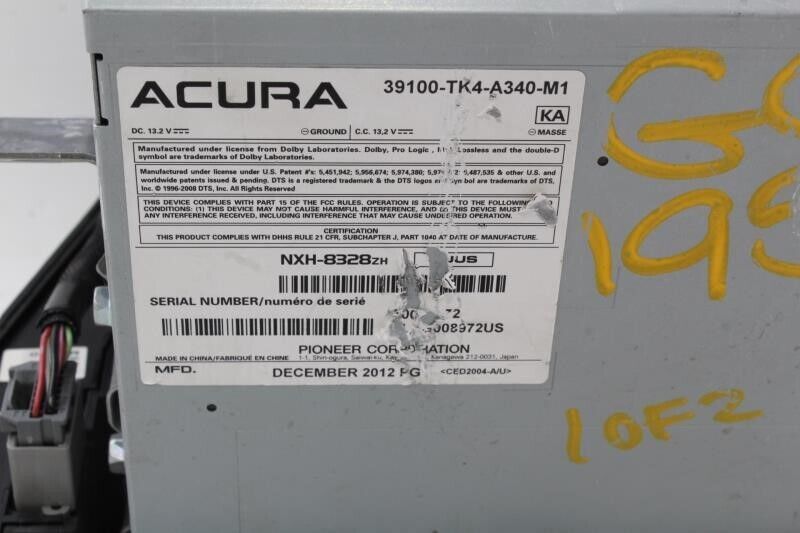 ACURA 39100-TK4-A340-M1
KA
DC. 13.2 V ⊖GROUND C.C. 13,2 V ⊖MASSE
Manufactured under license from Dolby Laboratories. Dolby, Pro Logic, Lossless and the double-D
symbol are trademarks of Dolby Laboratories.
Manufactured under license under U.S. Patent #'s: 5,451,942; 5,956,674; 5,974,380; 5,487,535 & other U.S. and
worldwide patents issued & pending. DTS is a registered trademark & the DTS logos and Symbol are trademarks of DTS,
Inc. © 1996-2008 DTS, Inc. All Rights Reserved.
THIS DEVICE COMPLIES WITH PART 15 OF THE FCC RULES. OPERATION IS SUBJECT TO THE FOLLOWING TWO
CONDITIONS: (1) THIS DEVICE MAY NOT CAUSE HARMFUL INTERFERENCE, AND (2) THIS DEVICE MUST ACCEPT
ANY INTERFERENCE RECEIVED, INCLUDING INTERFERENCE THAT MAY CAUSE UNDESIRED OPERATION.
CERTIFICATION
THIS PRODUCT COMPLIES WITH DHHS RULE 21 CFR, SUBCHAPTER J, PART 1040 AT DATE OF MANUFACTURE.
NXH-8328ZH
SERIAL NUMBER/numéro de serié
008972US
PIONEER CORPORATION
MADE IN CHINA/FABRIQUÉ EN CHINE 1-1, Shin-ogura, Saiwai-ku, Kanagawa 212-0031, Japan
MFD. DECEMBER 2012 PG <CED2004-A/U>
195
1 OF 2